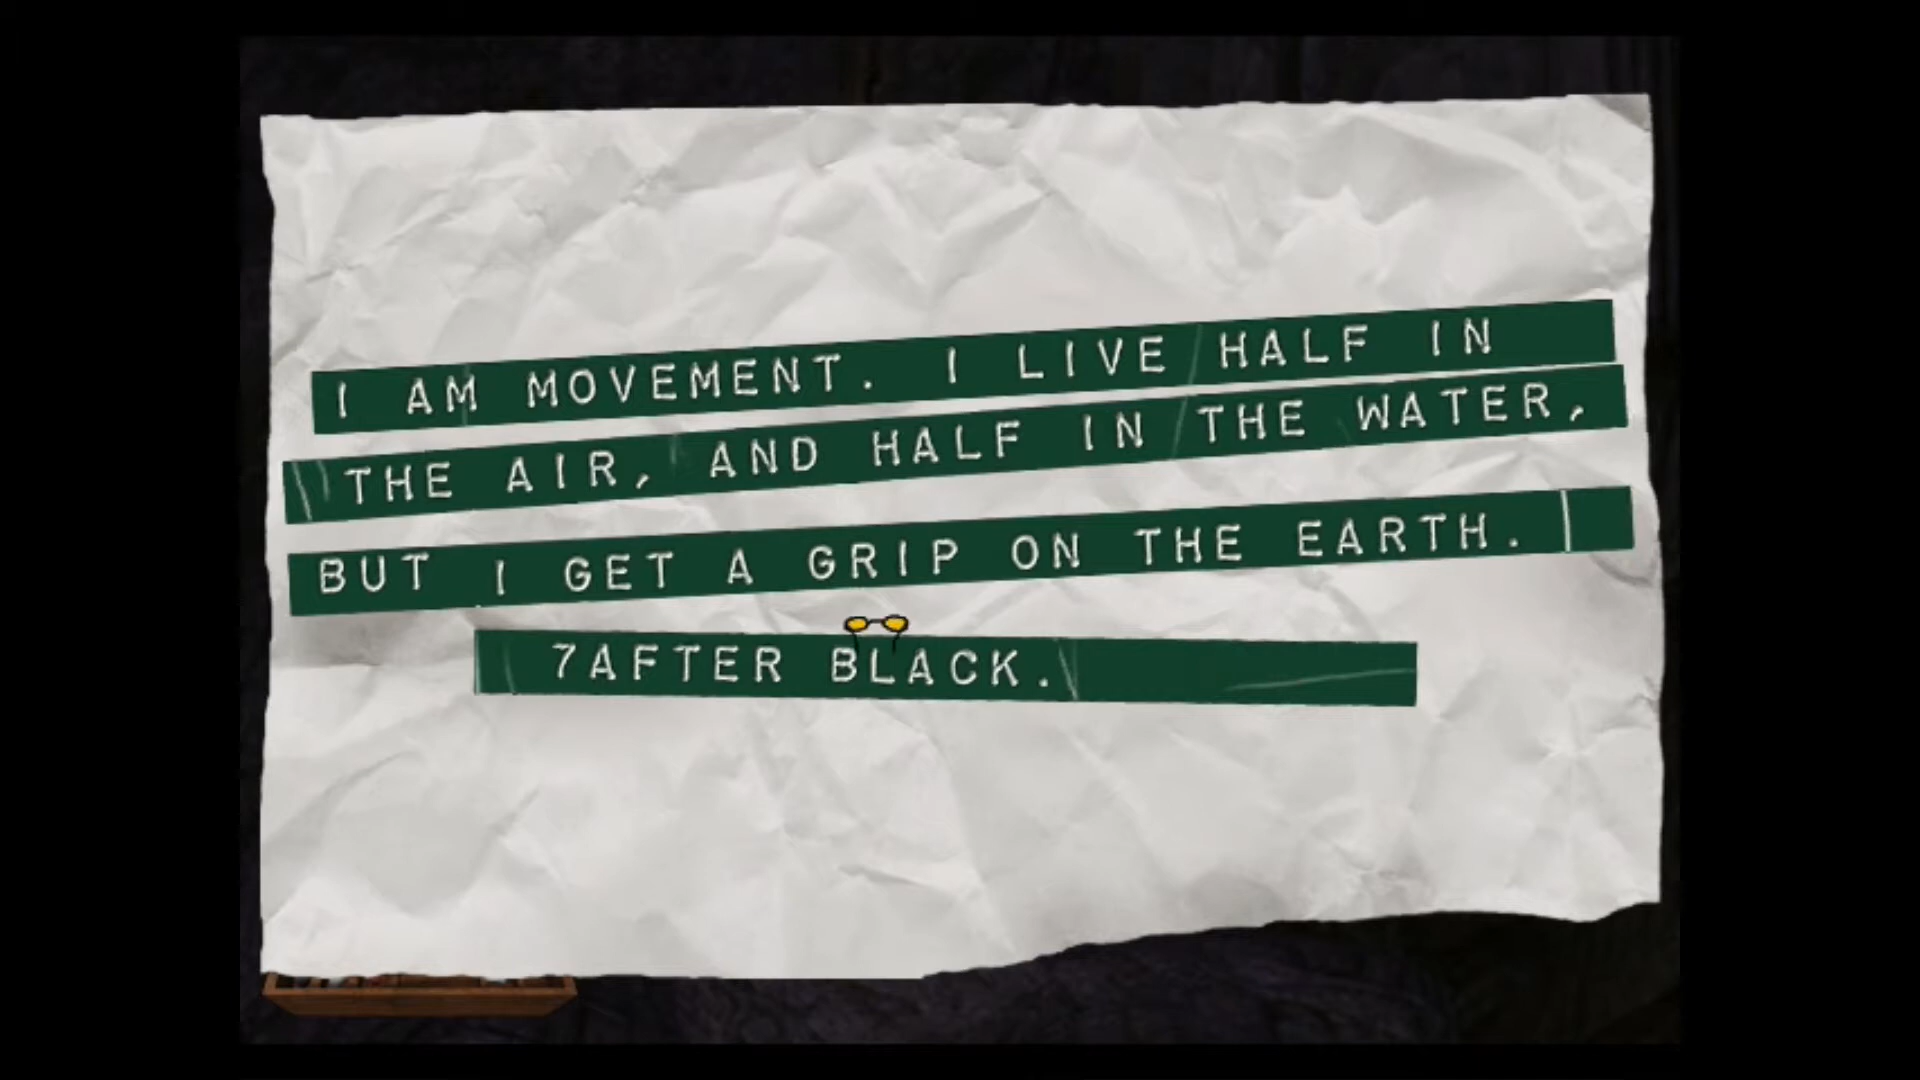 I AM MOVEMENT. I LIVE HALF IN
THE AIR, AND HALF IN THE WATER,
BUT I GET A GRIP ON THE EARTH.
7AFTER BLACK.